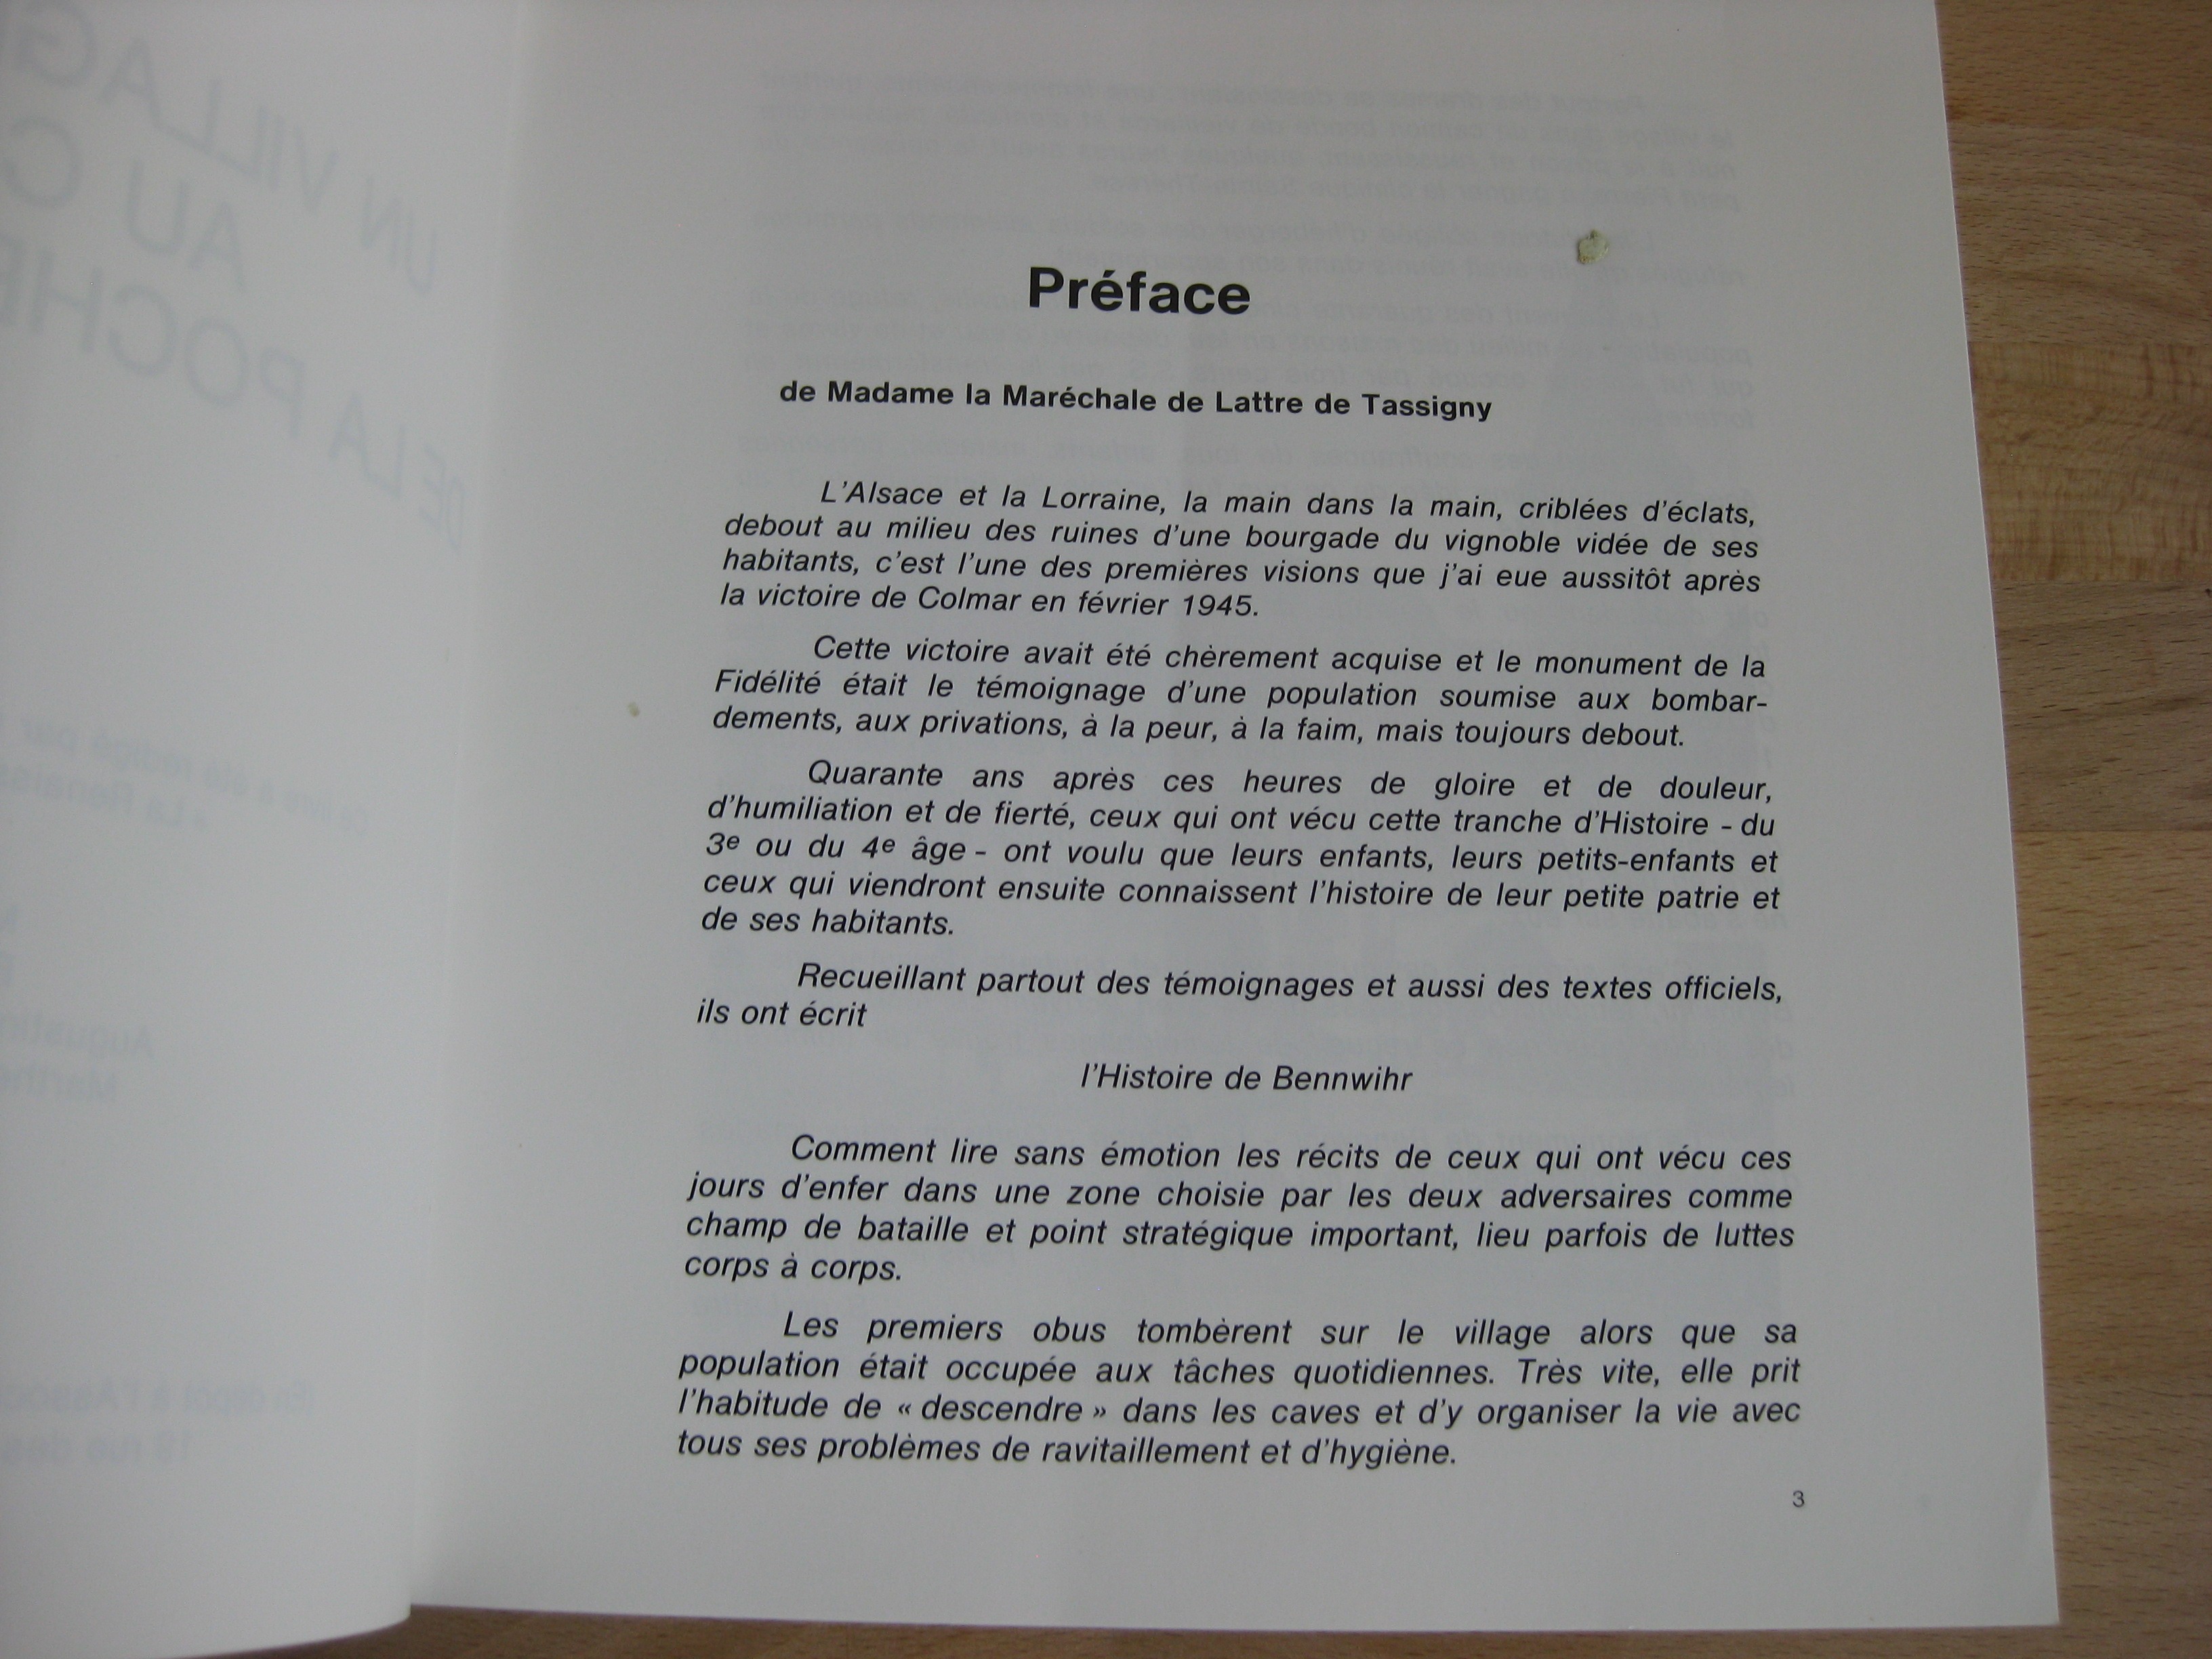 Préface
de Madame la Maréchale de Lattre de Tassigny
L'Alsace et la Lorraine, la main dans la main, criblées d'éclats,
debout au milieu des ruines d'une bourgade du vignoble vidée de ses
habitants, c'est l'une des premières visions que j'ai eue aussitôt après
la victoire de Colmar en février 1945.
Cette victoire avait été chèrement acquise et le monument de la
Fidélité était le témoignage d'une population soumise aux bombar-
dements, aux privations, à la peur, à la faim, mais toujours debout.
Quarante ans après ces heures de gloire et de douleur,
d'humiliation et de fierté, ceux qui ont vécu cette tranche d'Histoire - du
3e ou du 4e âge - ont voulu que leurs enfants, leurs petits-enfants et
ceux qui viendront ensuite connaissent l'histoire de leur petite patrie et
de ses habitants.
Recueillant partout des témoignages et aussi des textes officiels,
ils ont écrit
l'Histoire de Bennwihr
Comment lire sans émotion les récits de ceux qui ont vécu ces
jours d'enfer dans une zone choisie par les deux adversaires comme
champ de bataille et point stratégique important, lieu parfois de luttes
corps à corps.
Les premiers obus tombèrent sur le village alors que sa
population était occupée aux tâches quotidiennes. Très vite, elle prit
l'habitude de « descendre » dans les caves et d'y organiser la vie avec
tous ses problèmes de ravitaillement et d'hygiène.
3